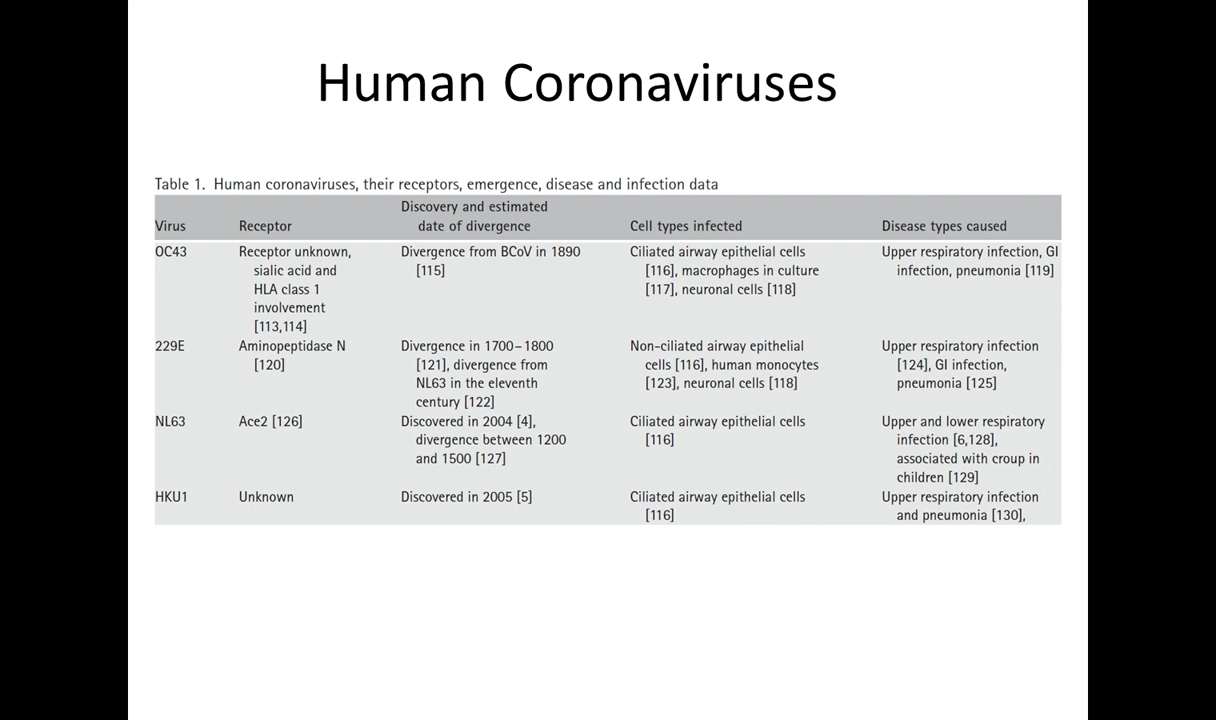 Human Coronaviruses
Table 1. Human coronaviruses, their receptors, emergence, disease and infection data
Virus Receptor Discovery and estimated date of divergence Cell types infected Disease types caused
OC43 Receptor unknown, sialic acid and HLA class 1 involvement [113,114] Divergence from BCoV in 1890 [115] Ciliated airway epithelial cells [116], macrophages in culture [117], neuronal cells [118] Upper respiratory infection, GI infection, pneumonia [119]
229E Aminopeptidase N [120] Divergence in 1700–1800 [121], divergence from NL63 in the eleventh century [122] Non-ciliated airway epithelial cells [116], human monocytes [123], neuronal cells [118] Upper respiratory infection [124], GI infection, pneumonia [125]
NL63 Ace2 [126] Discovered in 2004 [4], divergence between 1200 and 1500 [127] Ciliated airway epithelial cells [116] Upper and lower respiratory infection [6,128], associated with croup in children [129]
HKU1 Unknown Discovered in 2005 [5] Ciliated airway epithelial cells [116] Upper respiratory infection and pneumonia [130],